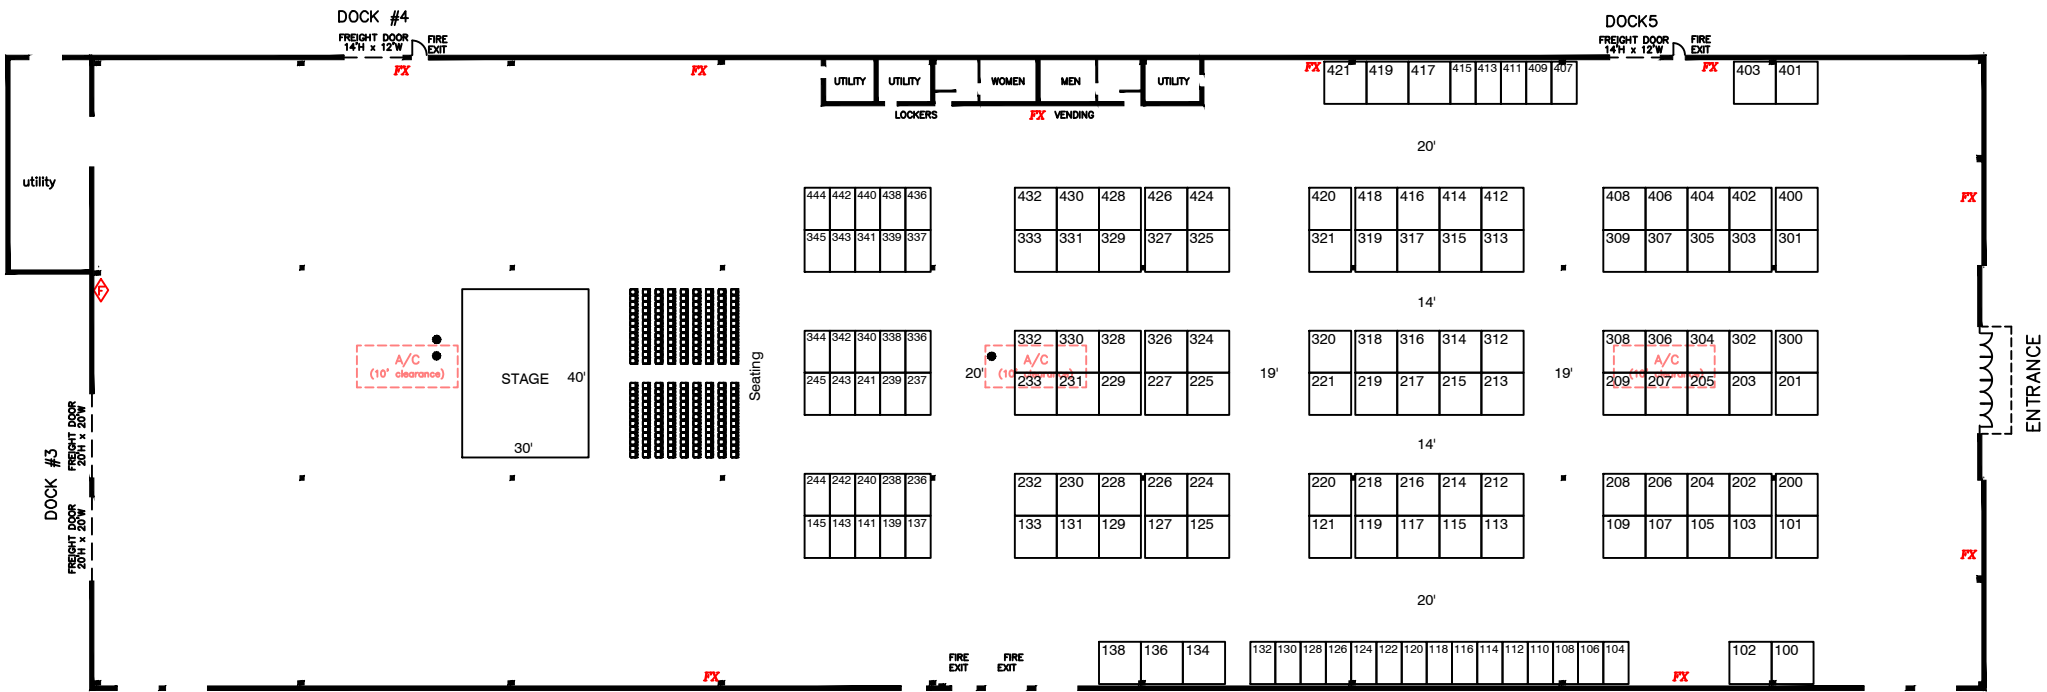 DOCK #4
DOCK5
FREIGHT DOOR
14'H x 12'W
FIRE
EXIT
FREIGHT DOOR
14'H x 12'W
FIRE
EXIT
FX
FX
FX
FX
UTILITY
UTILITY
WOMEN
MEN
UTILITY
LOCKERS
FX
VENDING
421 419 417 415 413 411 409 407
403 401
20'
utility
FX
444 442 440 438 436
432 430 428 426 424
420 418 416 414 412
408 406 404 402 400
345 343 341 339 337
333 331 329 327 325
321 319 317 315 313
309 307 305 303 301
F
14'
344 342 340 338 336
332 330 328 326 324
320 318 316 314 312
308 306 304 302 300
A/C
(10' clearance)
A/C
(10' clearance)
A/C
(10' clearance)
STAGE
40'
30'
Seating
20'
19'
19'
245 243 241 239 237
233 231 229 227 225
221 219 217 215 213
209 207 205 203 201
ENTRANCE
14'
DOCK #3
FREIGHT DOOR
20'H x 20'W
FREIGHT DOOR
20'H x 20'W
244 242 240 238 236
232 230 228 226 224
220 218 216 214 212
208 206 204 202 200
145 143 141 139 137
133 131 129 127 125
121 119 117 115 113
109 107 105 103 101
FX
20'
FIRE
EXIT
FIRE
EXIT
138 136 134
132 130 128 126 124 122 120 118 116 114 112 110 108 106 104
102 100
FX
FX